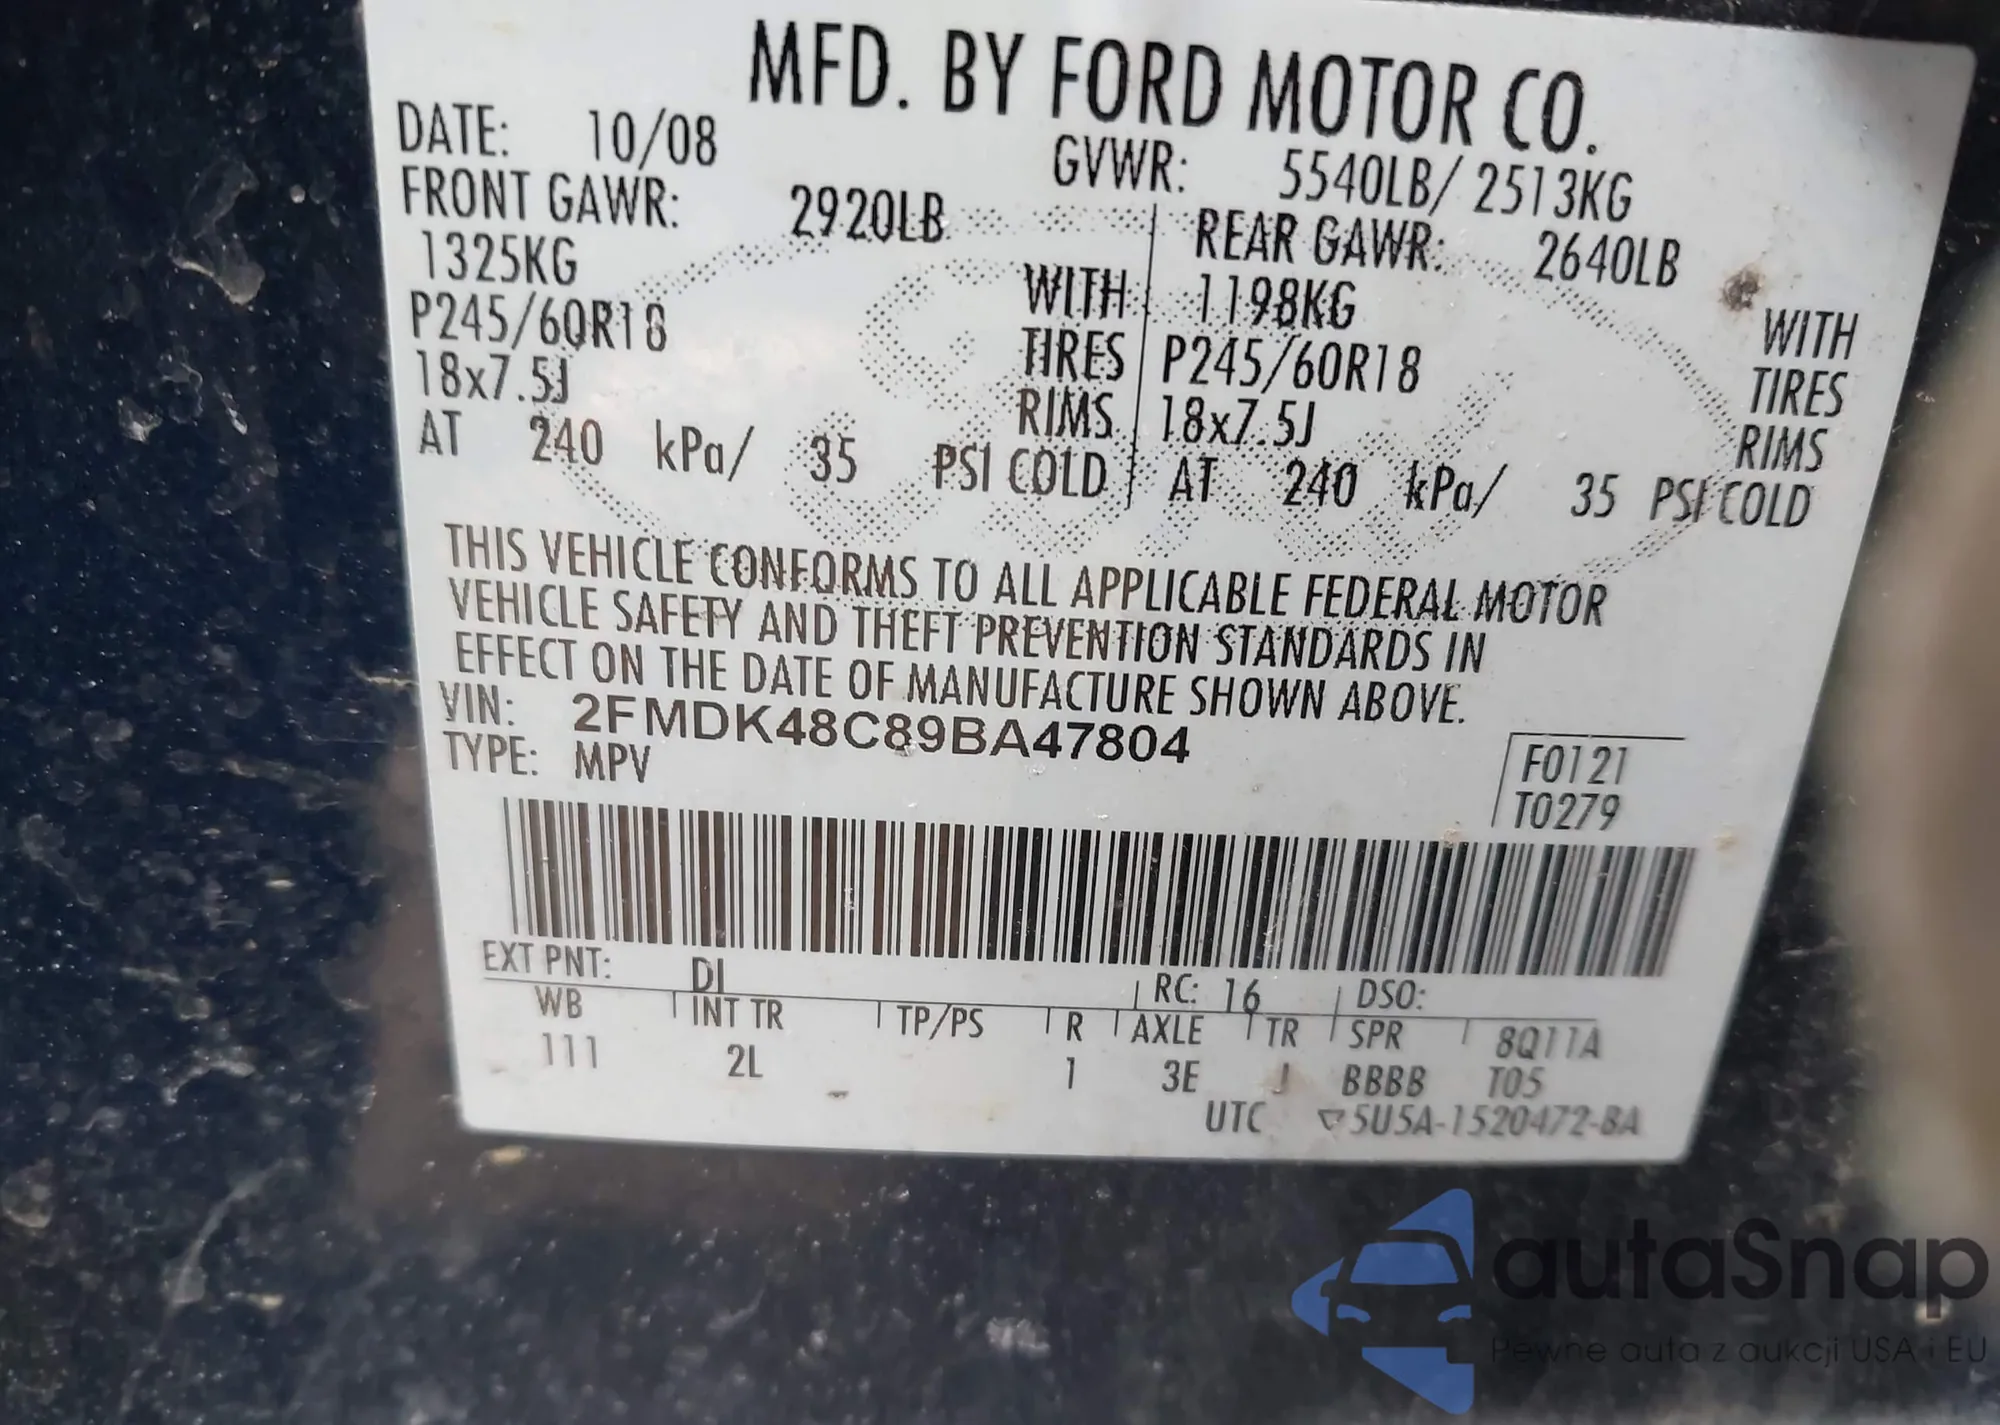 MFD. BY FORD MOTOR CO.
DATE: 10/08 GVWR: 5540LB/ 2513KG
FRONT GAWR: 2920LB REAR GAWR: 2640LB
1325KG WITH 1198KG WITH
P245/60R18 TIRES P245/60R18 TIRES
18x7.5J RIMS 18x7.5J RIMS
AT 240 kPa/ 35 PSI COLD AT 240 kPa/ 35 PSI COLD
THIS VEHICLE CONFORMS TO ALL APPLICABLE FEDERAL MOTOR
VEHICLE SAFETY AND THEFT PREVENTION STANDARDS IN
EFFECT ON THE DATE OF MANUFACTURE SHOWN ABOVE.
VIN: 2FMDK48C89BA47804
TYPE: MPV F0121
T0279
EXT PNT: DI RC: 16 DSO:
WB INT TR TP/PS R AXLE TR SPR 8Q11A
111 2L 1 3E J BBBB T05
UTC ▽5U5A-1520472-BA
autaSnap
Pewne auta z aukcji USA i EU